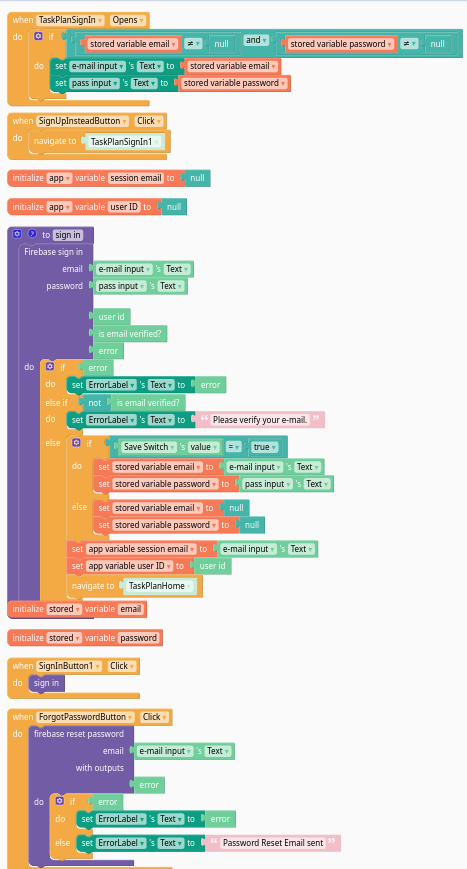 when TaskPlanSignIn Opens
do if stored variable email ≠ null and stored variable password ≠ null
do set e-mail input 's Text to stored variable email
set pass input 's Text to stored variable password
when SignUpInsteadButton Click
do navigate to TaskPlanSignIn1
initialize app variable session email to null
initialize app variable user ID to null
to sign in
Firebase sign in
email e-mail input 's Text
password pass input 's Text
user id
is email verified?
error
do if error
do set ErrorLabel 's Text to error
else if not is email verified?
do set ErrorLabel 's Text to “ Please verify your e-mail. ”
else if Save Switch 's value = true
do set stored variable email to e-mail input 's Text
set stored variable password to pass input 's Text
else set stored variable email to null
set stored variable password to null
set app variable session email to e-mail input 's Text
set app variable user ID to user id
navigate to TaskPlanHome
initialize stored variable email
initialize stored variable password
when SignInButton1 Click
do sign in
when ForgotPasswordButton Click
do firebase reset password
email e-mail input 's Text
with outputs
error
do if error
do set ErrorLabel 's Text to error
else set ErrorLabel 's Text to “ Password Reset Email sent ”